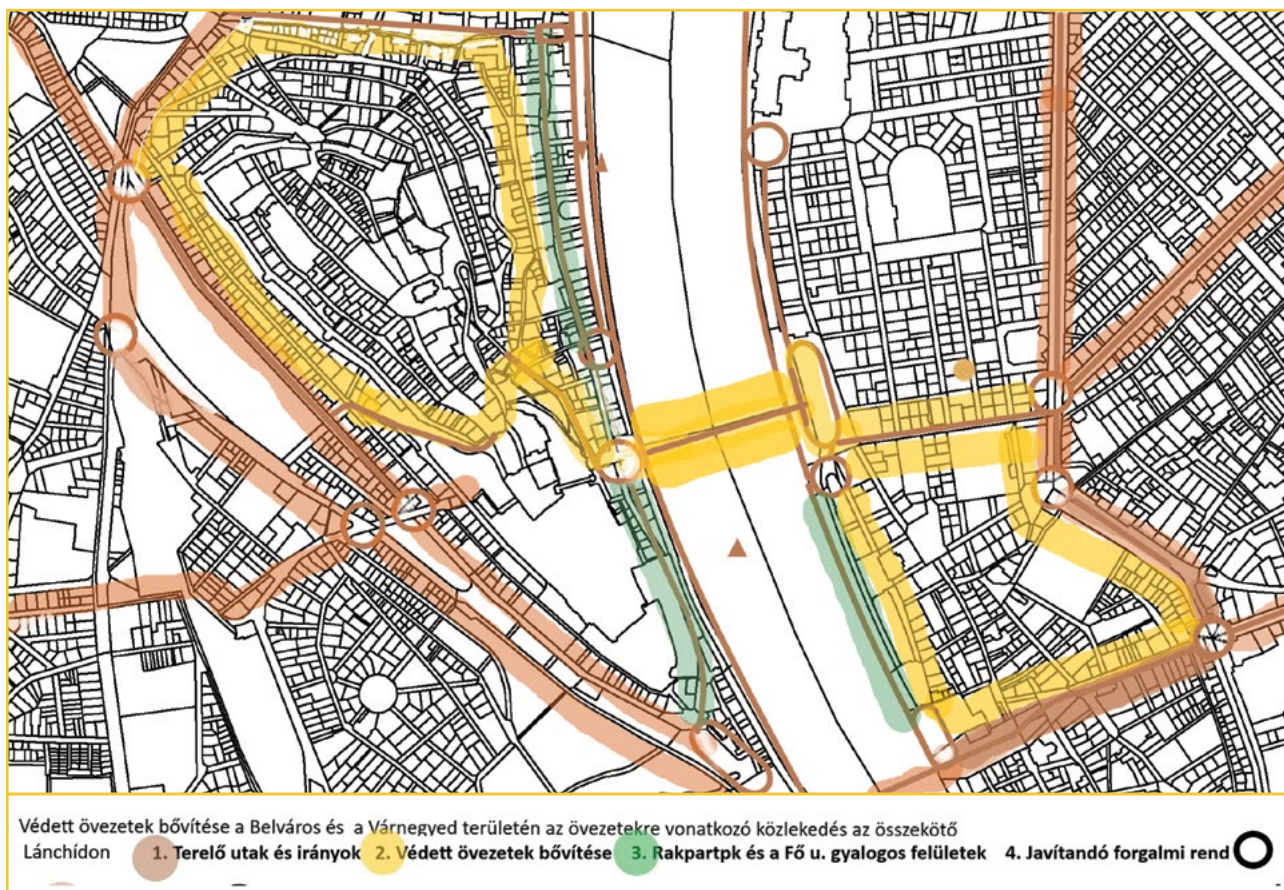 Védett övezetek bővítése a Belváros és a Várnegyed területén az övezetekre vonatkozó közlekedés az összekötő
Lánchídon 1. Terelő utak és irányok 2. Védett övezetek bővítése 3. Rakpartpk és a Fő u. gyalogos felületek 4. Javítandó forgalmi rend